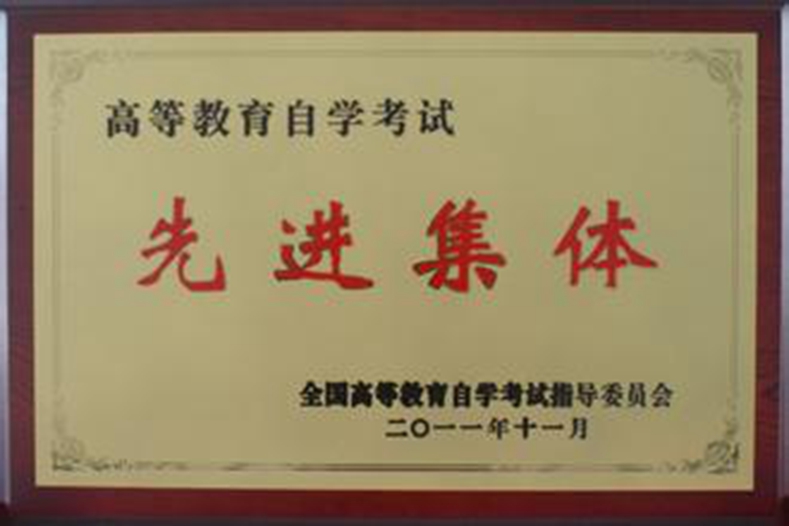 高等教育自学考试
先进集体
全国高等教育自学考试指导委员会
二〇一一年十一月